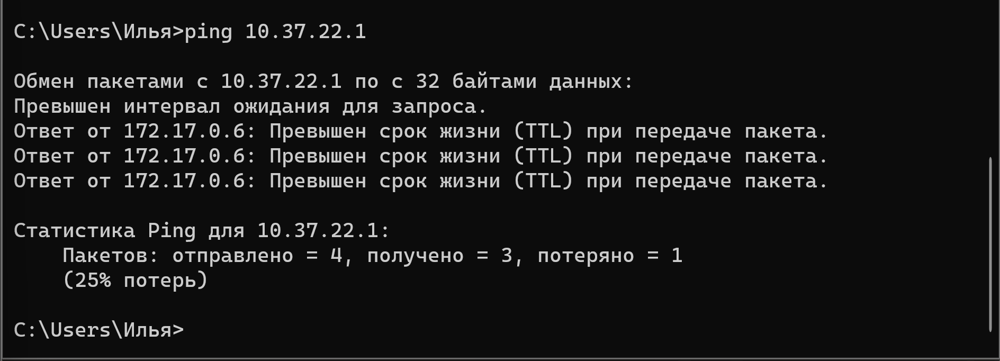 C:\Users\Илья>ping 10.37.22.1
Обмен пакетами с 10.37.22.1 по с 32 байтами данных:
Превышен интервал ожидания для запроса.
Ответ от 172.17.0.6: Превышен срок жизни (TTL) при передаче пакета.
Ответ от 172.17.0.6: Превышен срок жизни (TTL) при передаче пакета.
Ответ от 172.17.0.6: Превышен срок жизни (TTL) при передаче пакета.
Статистика Ping для 10.37.22.1:
Пакетов: отправлено = 4, получено = 3, потеряно = 1
(25% потерь)
C:\Users\Илья>